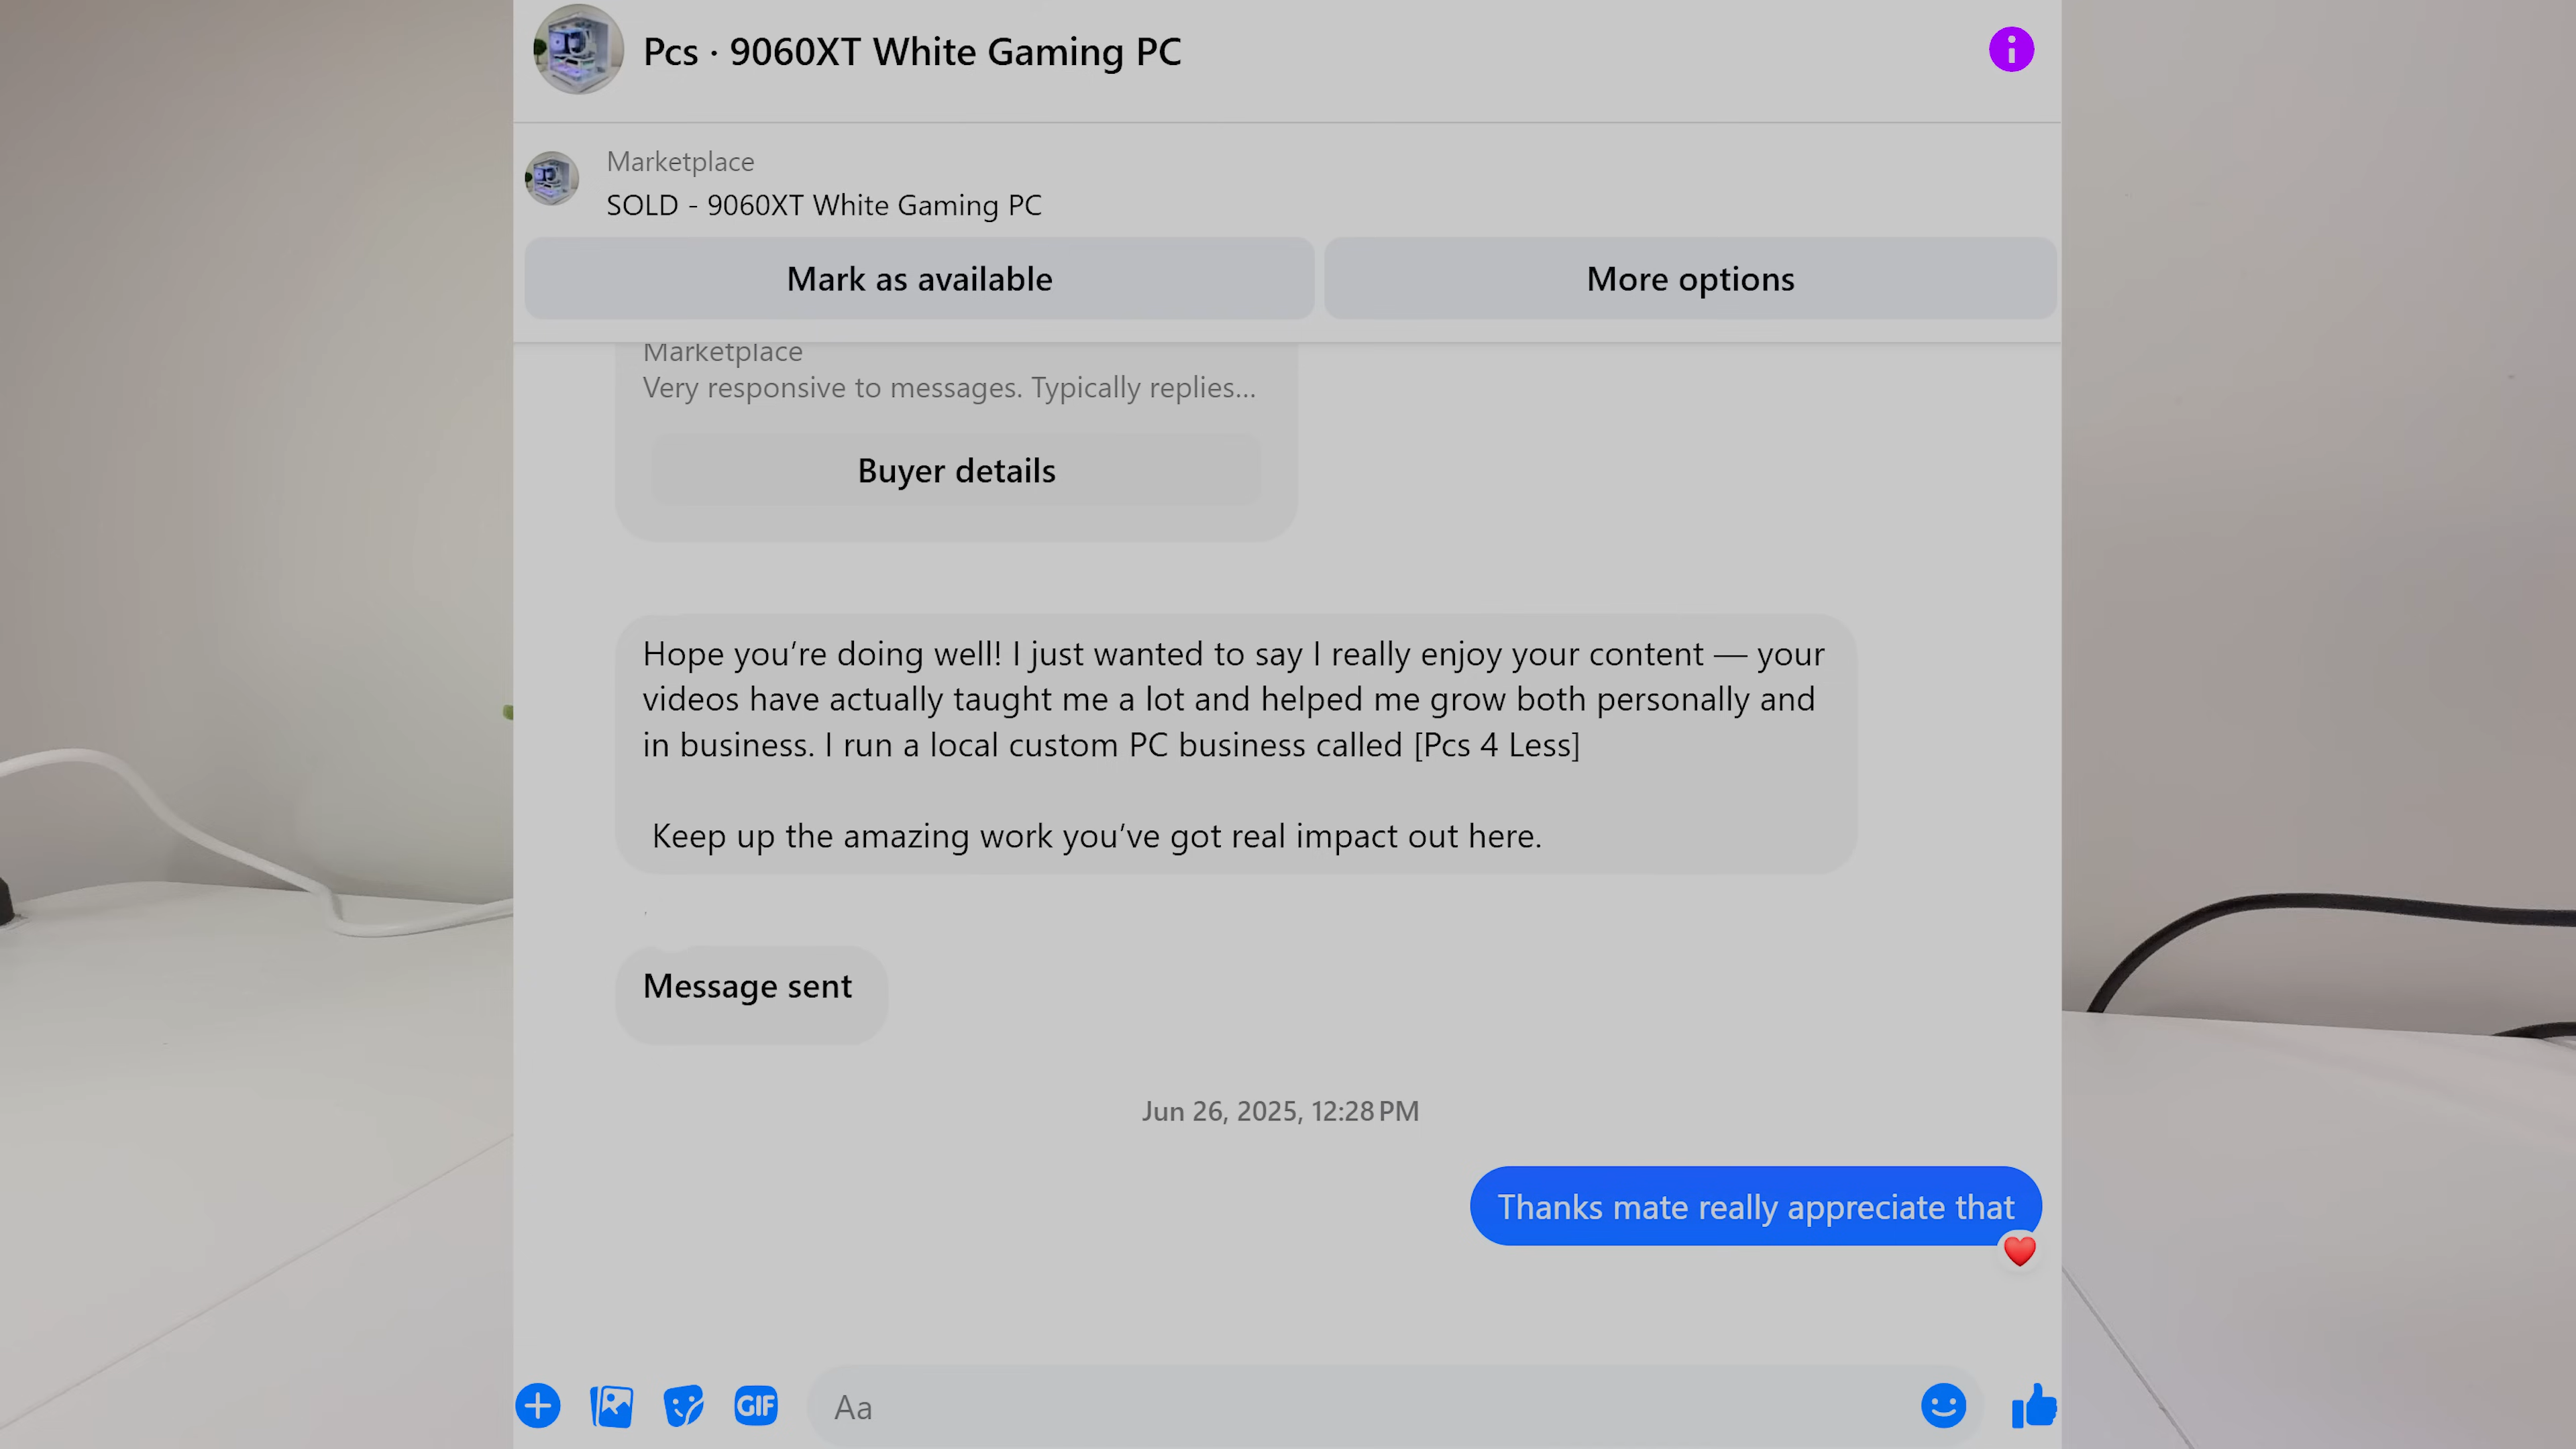 Pcs · 9060XT White Gaming PC
Marketplace
SOLD - 9060XT White Gaming PC
Mark as available
More options
Marketplace
Very responsive to messages. Typically replies...
Buyer details
Hope you’re doing well! I just wanted to say I really enjoy your content — your
videos have actually taught me a lot and helped me grow both personally and
in business. I run a local custom PC business called [Pcs 4 Less]
Keep up the amazing work you’ve got real impact out here.
Message sent
Jun 26, 2025, 12:28 PM
Thanks mate really appreciate that
GIF
Aa